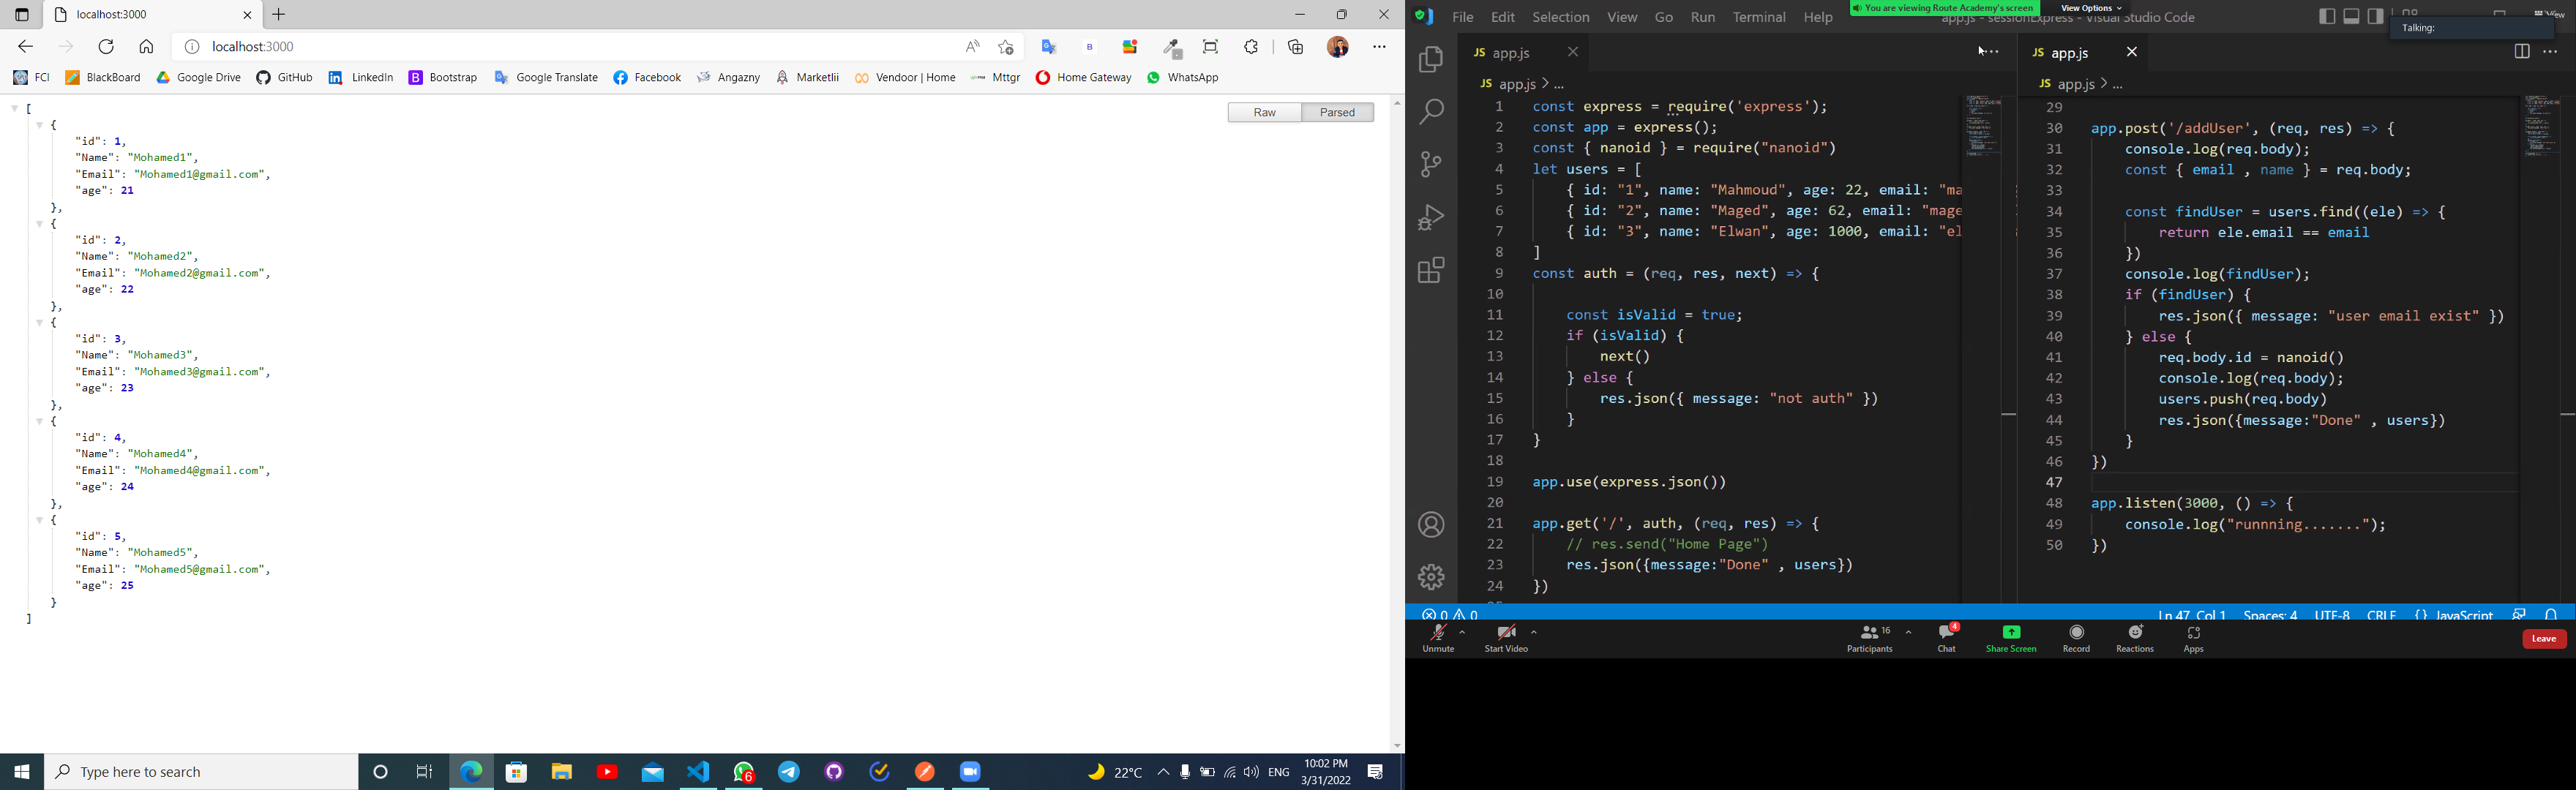 localhost:3000
localhost:3000
FCI BlackBoard Google Drive GitHub LinkedIn Bootstrap Google Translate Facebook Angazny Marketlii Vendoor | Home Mttgr Home Gateway WhatsApp
Raw Parsed
[
{
"id": 1,
"Name": "Mohamed1",
"Email": "Mohamed1@gmail.com",
"age": 21
},
{
"id": 2,
"Name": "Mohamed2",
"Email": "Mohamed2@gmail.com",
"age": 22
},
{
"id": 3,
"Name": "Mohamed3",
"Email": "Mohamed3@gmail.com",
"age": 23
},
{
"id": 4,
"Name": "Mohamed4",
"Email": "Mohamed4@gmail.com",
"age": 24
},
{
"id": 5,
"Name": "Mohamed5",
"Email": "Mohamed5@gmail.com",
"age": 25
}
]
Type here to search
6
22°C ENG
10:02 PM
3/31/2022
File Edit Selection View Go Run Terminal Help
You are viewing Route Academy's screen View Options
app.js - sessionExpress - Visual Studio Code
View
Talking:
JS app.js
JS app.js > ...
1 const express = require('express');
2 const app = express();
3 const { nanoid } = require("nanoid")
4 let users = [
5 { id: "1", name: "Mahmoud", age: 22, email: "ma
6 { id: "2", name: "Maged", age: 62, email: "mage
7 { id: "3", name: "Elwan", age: 1000, email: "el
8 ]
9 const auth = (req, res, next) => {
10
11 const isValid = true;
12 if (isValid) {
13 next()
14 } else {
15 res.json({ message: "not auth" })
16 }
17 }
18
19 app.use(express.json())
20
21 app.get('/', auth, (req, res) => {
22 // res.send("Home Page")
23 res.json({message:"Done" , users})
24 })
JS app.js
JS app.js > ...
29
30 app.post('/addUser', (req, res) => {
31 console.log(req.body);
32 const { email , name } = req.body;
33
34 const findUser = users.find((ele) => {
35 return ele.email == email
36 })
37 console.log(findUser);
38 if (findUser) {
39 res.json({ message: "user email exist" })
40 } else {
41 req.body.id = nanoid()
42 console.log(req.body);
43 users.push(req.body)
44 res.json({message:"Done" , users})
45 }
46 })
47
48 app.listen(3000, () => {
49 console.log("runnning.......");
50 })
0 0 Ln 47, Col 1 Spaces: 4 UTF-8 CRLF {} JavaScript
Unmute Start Video Participants 16 Chat 4 Share Screen Record Reactions Apps Leave